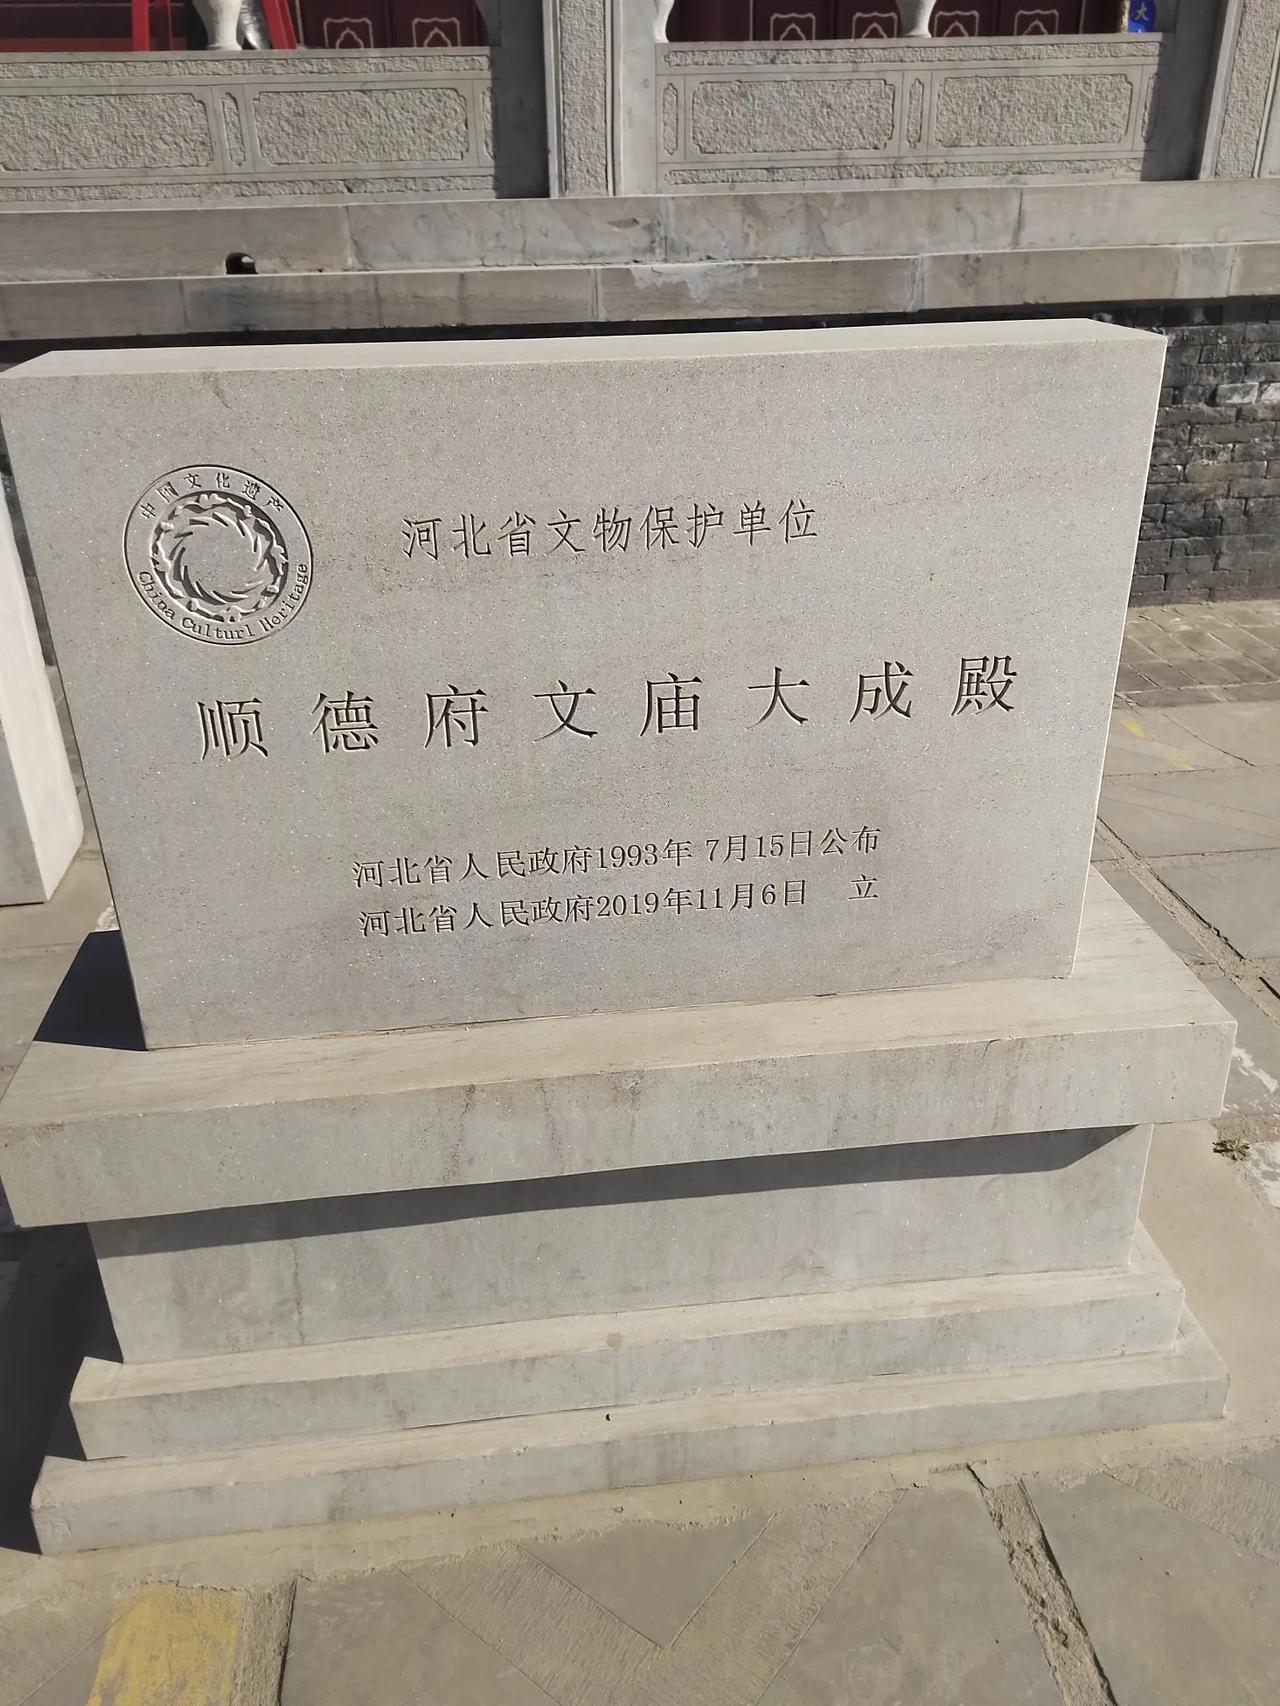 中国文化遗产
China Culturl Heritage
河北省文物保护单位
顺德府文庙大成殿
河北省人民政府1993年7月15日公布
河北省人民政府2019年11月6日 立
大